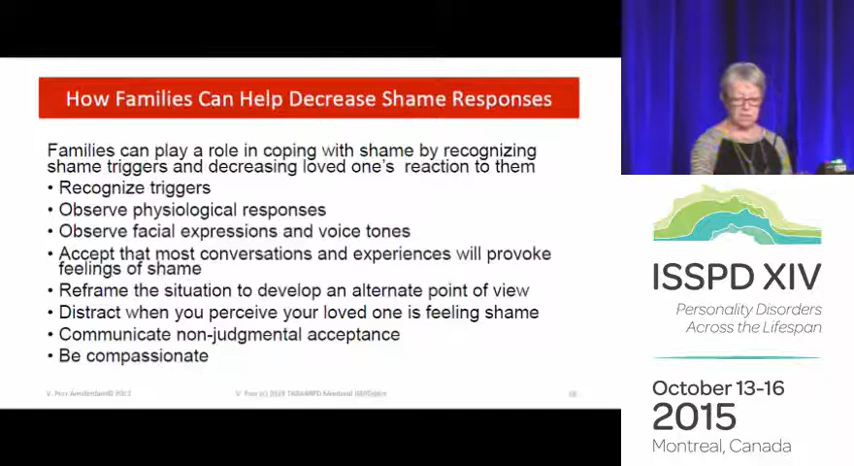 How Families Can Help Decrease Shame Responses
Families can play a role in coping with shame by recognizing
shame triggers and decreasing loved one's reaction to them
• Recognize triggers
• Observe physiological responses
• Observe facial expressions and voice tones
• Accept that most conversations and experiences will provoke
feelings of shame
• Reframe the situation to develop an alternate point of view
• Distract when you perceive your loved one is feeling shame
• Communicate non-judgmental acceptance
• Be compassionate
ISSPD XIV
Personality Disorders
Across the Lifespan
October 13-16
2015
Montreal, Canada